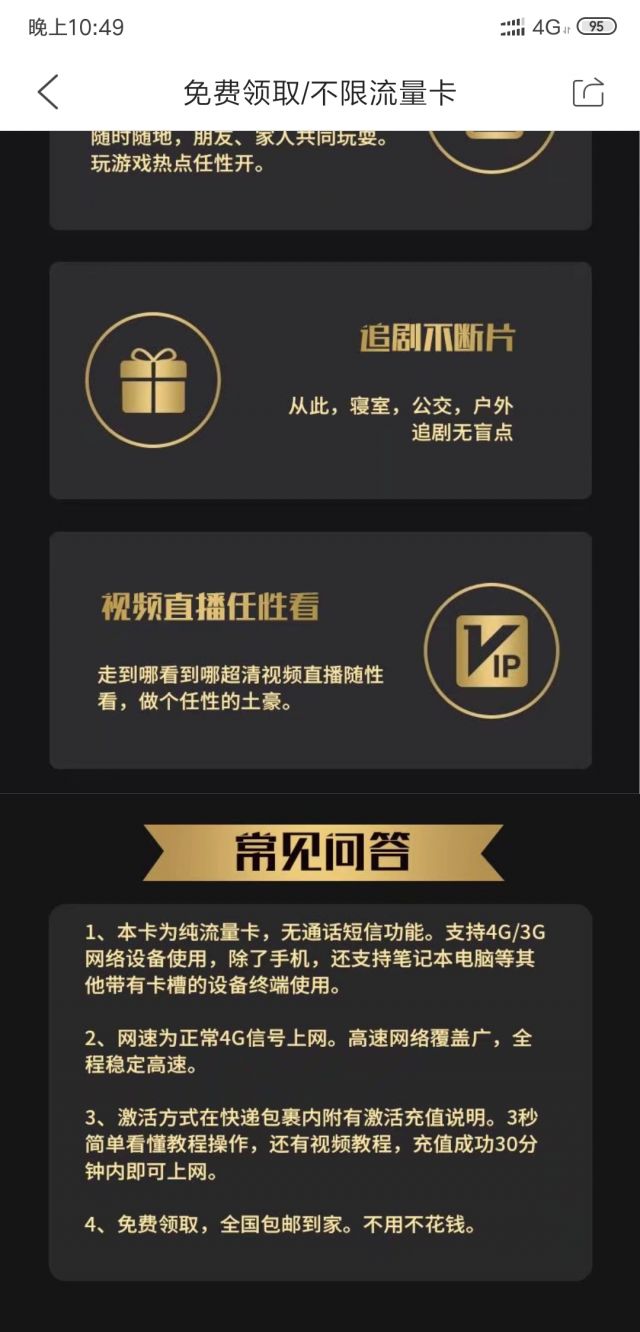 晚上10:49
4G
95
免费领取/不限流量卡
随时随地，朋友、家人共同玩耍。
玩游戏热点任性开。
追剧不断片
从此，寝室，公交，户外
追剧无盲点
视频直播任性看
走到哪看到哪超清视频直播随性
看，做个任性的土豪。
VIP
常见问答
1、本卡为纯流量卡，无通话短信功能。支持4G/3G
网络设备使用，除了手机，还支持笔记本电脑等其
他带有卡槽的设备终端使用。
2、网速为正常4G信号上网。高速网络覆盖广，全
程稳定高速。
3、激活方式在快递包裹内附有激活充值说明。3秒
简单看懂教程操作，还有视频教程，充值成功30分
钟内即可上网。
4、免费领取，全国包邮到家。不用不花钱。